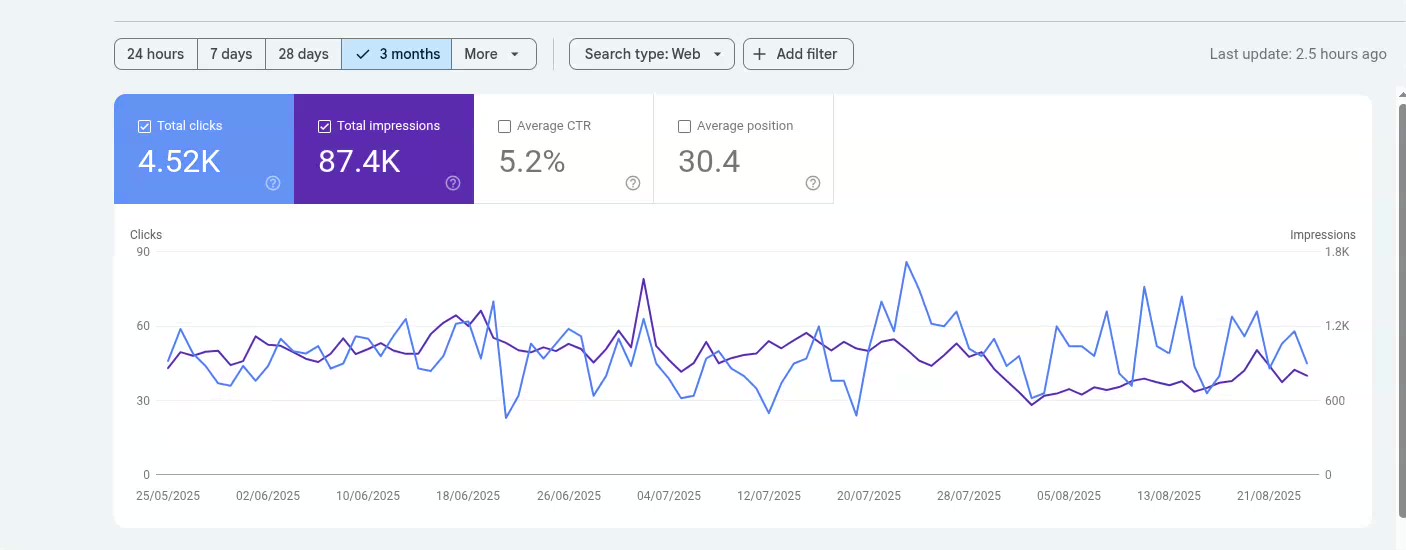 24 hours 7 days 28 days 3 months More Search type: Web Add filter Last update: 2.5 hours ago
Total clicks Total impressions Average CTR Average position
4.52K 87.4K 5.2% 30.4
Clicks Impressions
90 1.8K
60 1.2K
30 600
0 0
25/05/2025 02/06/2025 10/06/2025 18/06/2025 26/06/2025 04/07/2025 12/07/2025 20/07/2025 28/07/2025 05/08/2025 13/08/2025 21/08/2025